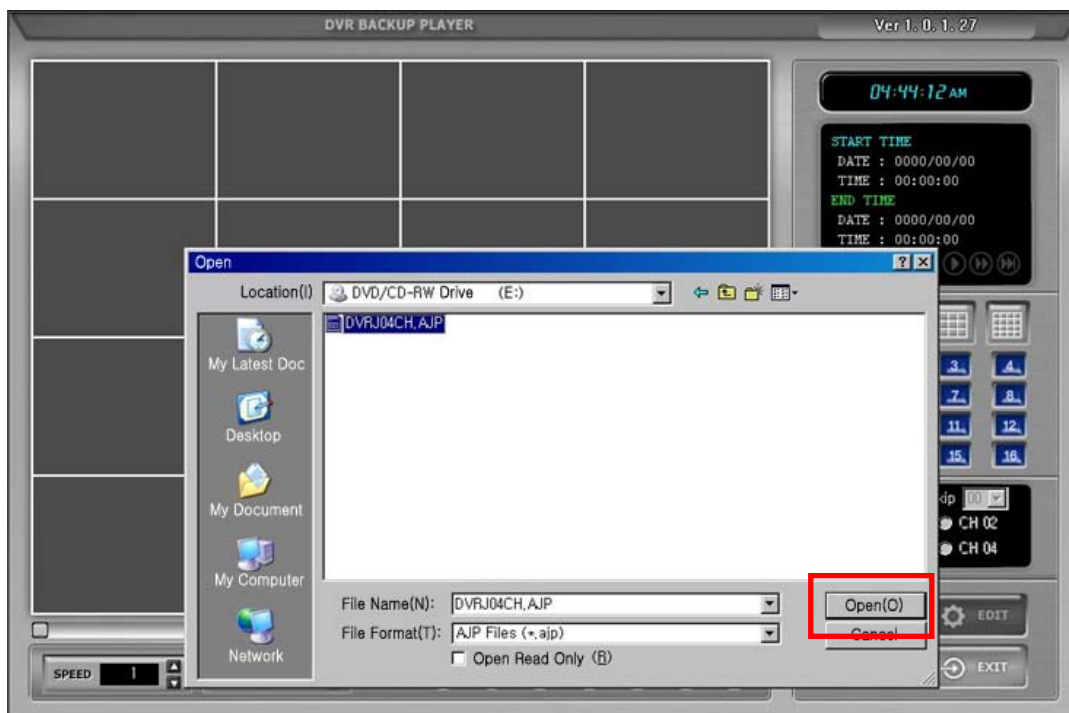 DVR BACKUP PLAYER
Ver 1. 0. 1. 27
04:44:12 AM
START TIME
DATE : 0000/00/00
TIME : 00:00:00
END TIME
DATE : 0000/00/00
TIME : 00:00:00
Open
Location(I)
DVD/CD-RW Drive (E:)
DVRJ04CH,AJP
My Latest Doc
Desktop
My Document
My Computer
Network
File Name(N):
DVRJ04CH,AJP
Open(O)
File Format(T):
AJP Files (*,ajp)
Cancel
Open Read Only (R)
3
4
7
8
11
12
15
16
kip
00
CH 02
CH 04
EDIT
EXIT
SPEED
1